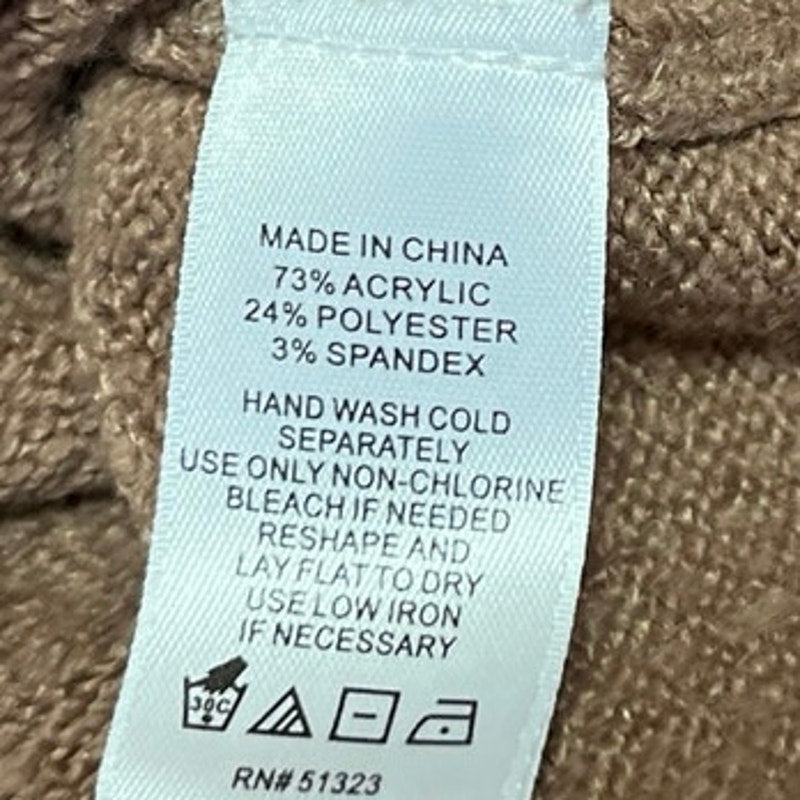 MADE IN CHINA
73% ACRYLIC
24% POLYESTER
3% SPANDEX
HAND WASH COLD
SEPARATELY
USE ONLY NON-CHLORINE
BLEACH IF NEEDED
RESHAPE AND
LAY FLAT TO DRY
USE LOW IRON
IF NECESSARY
30C
RN# 51323